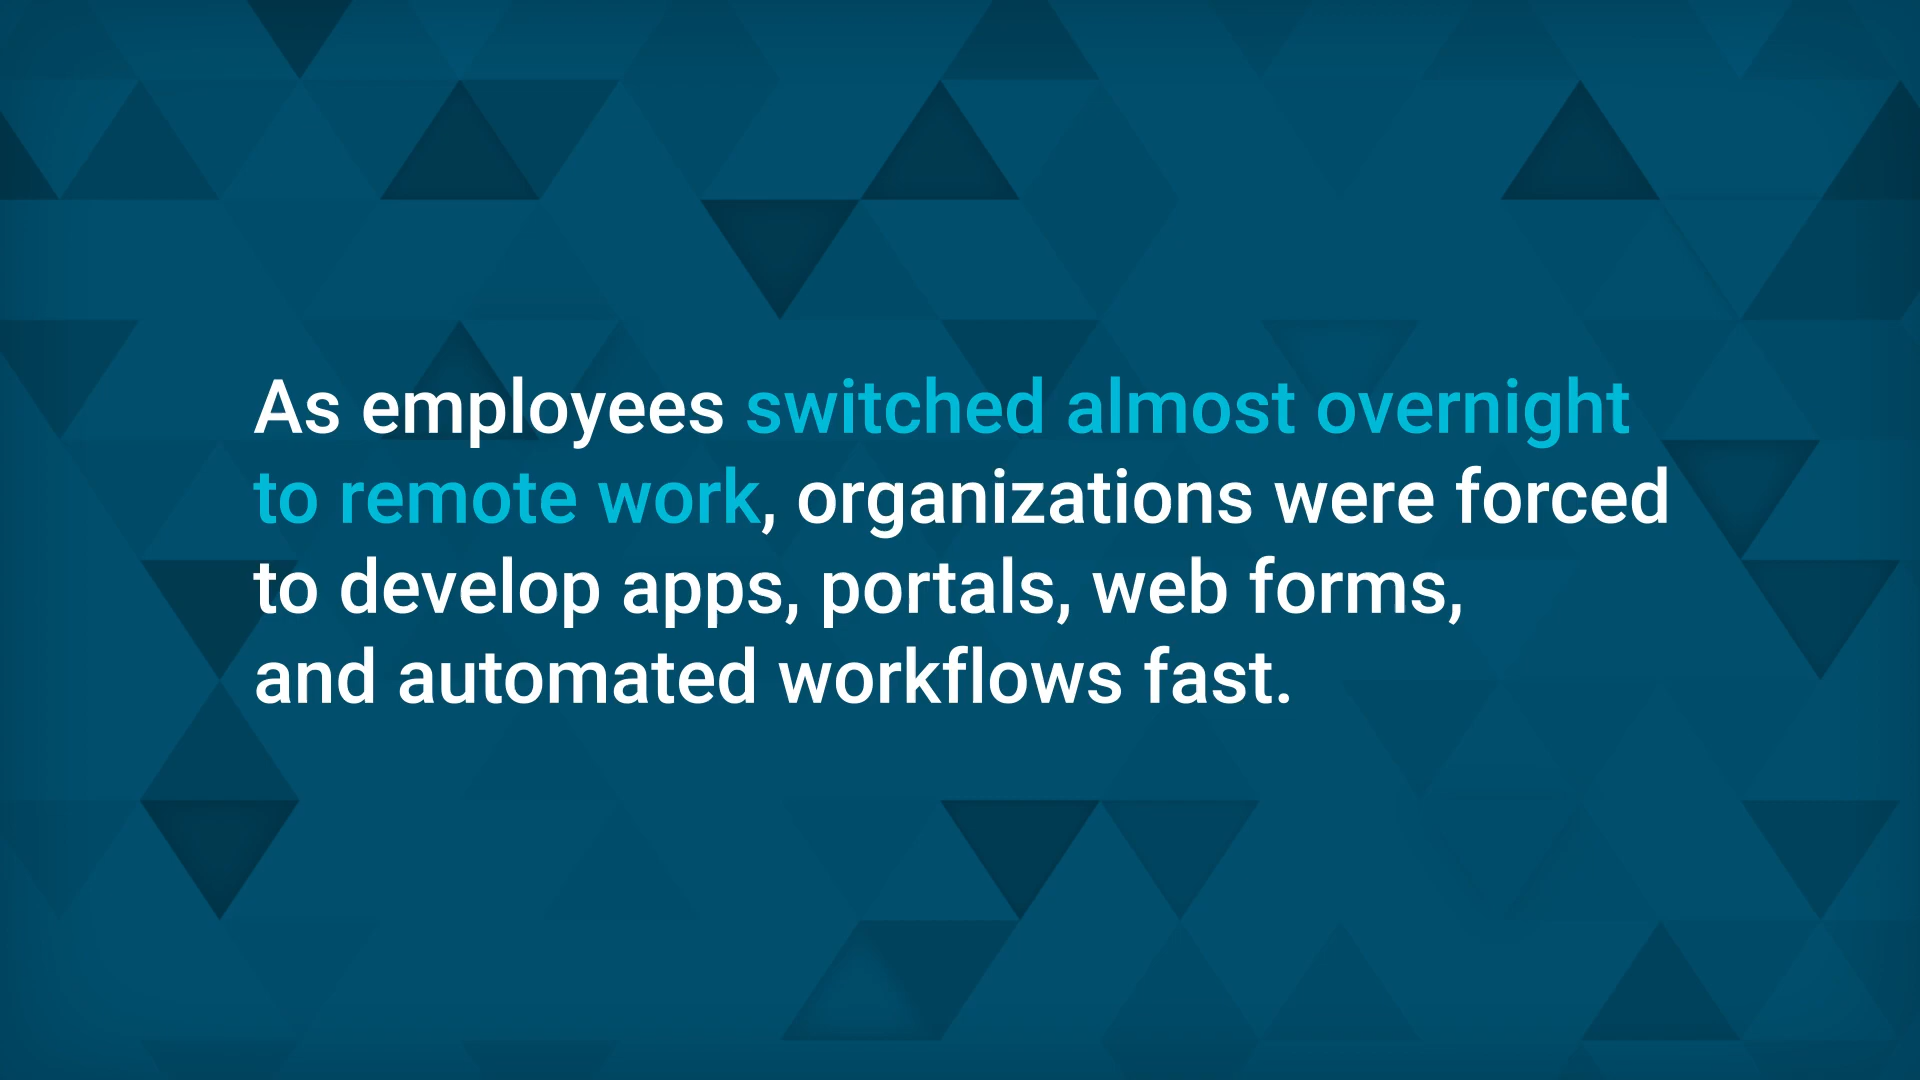 As employees switched almost overnight
to remote work, organizations were forced
to develop apps, portals, web forms,
and automated workflows fast.